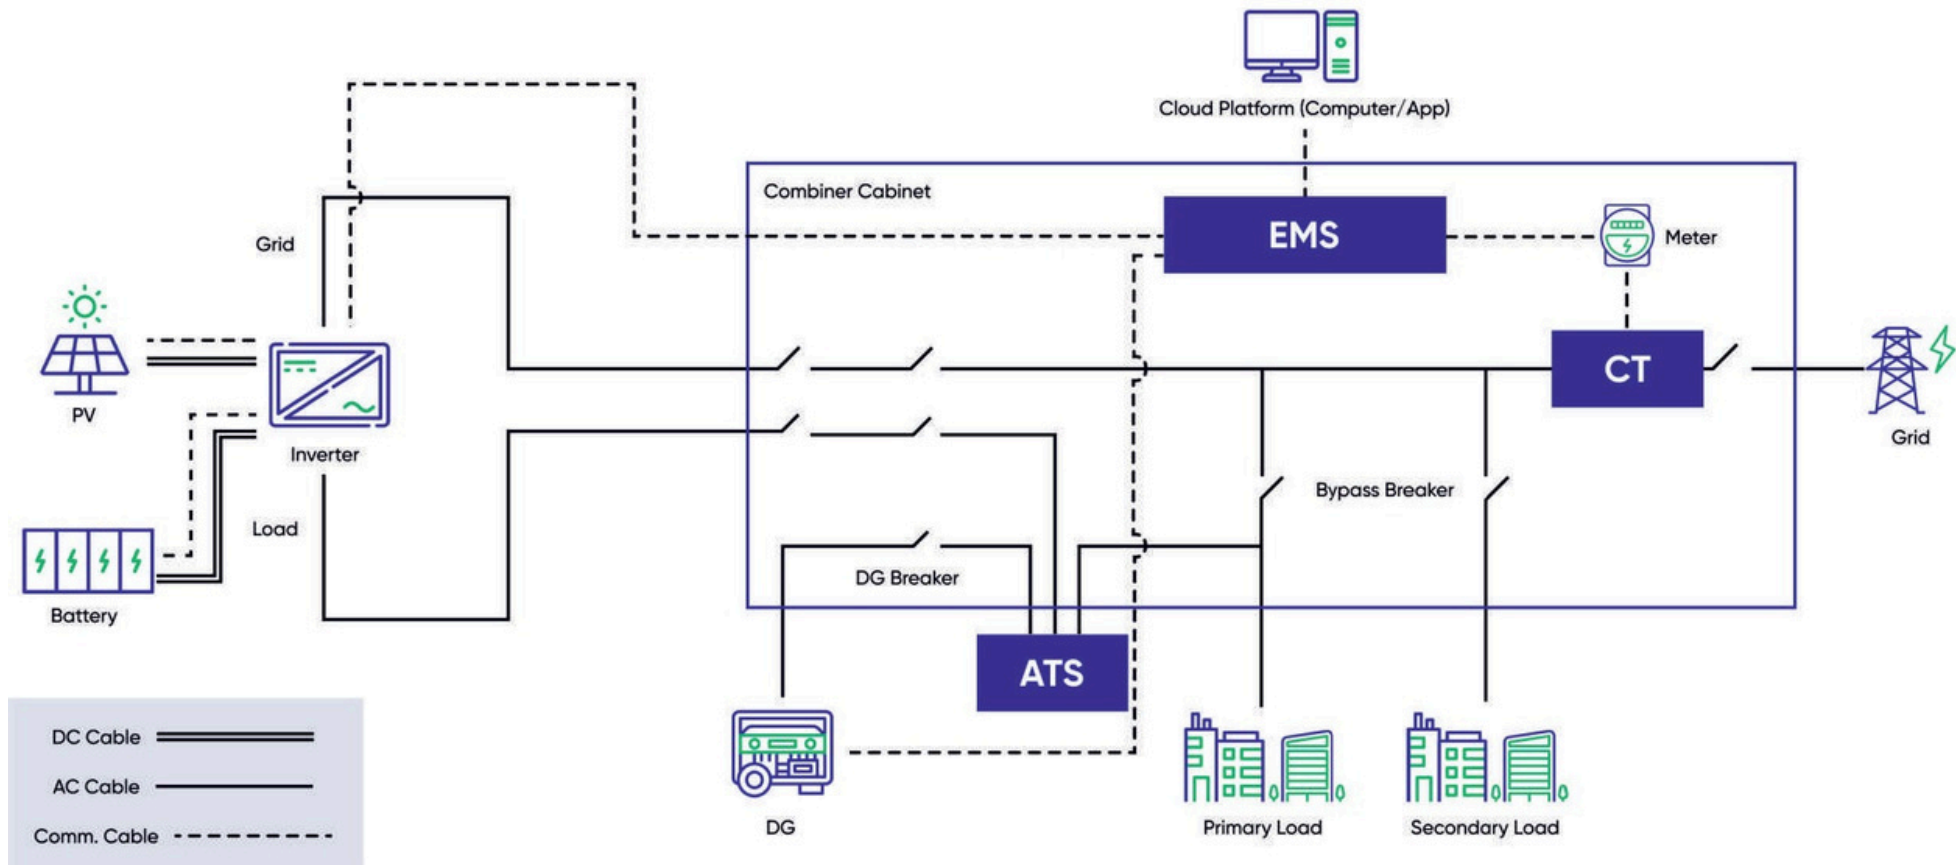 Cloud Platform (Computer/App)
Combiner Cabinet
EMS
Meter
Grid
PV
Inverter
CT
Grid
Load
Battery
Bypass Breaker
DG Breaker
ATS
DG
Primary Load
Secondary Load
DC Cable
AC Cable
Comm. Cable